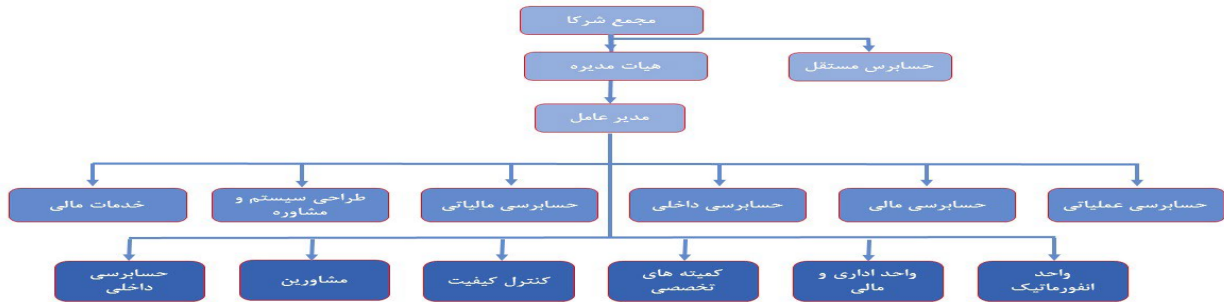 مجمع شرکا
هیات مدیره
حسابرس مستقل
مدیر عامل
حسابرسی عملیاتی
حسابرسی مالی
حسابرسی داخلی
حسابرسی مالیاتی
طراحی سیستم و
مشاوره
خدمات مالی
واحد
انفورماتیک
واحد اداری و
مالی
کمیته های
تخصصی
کنترل کیفیت
مشاورین
حسابرسی
داخلی